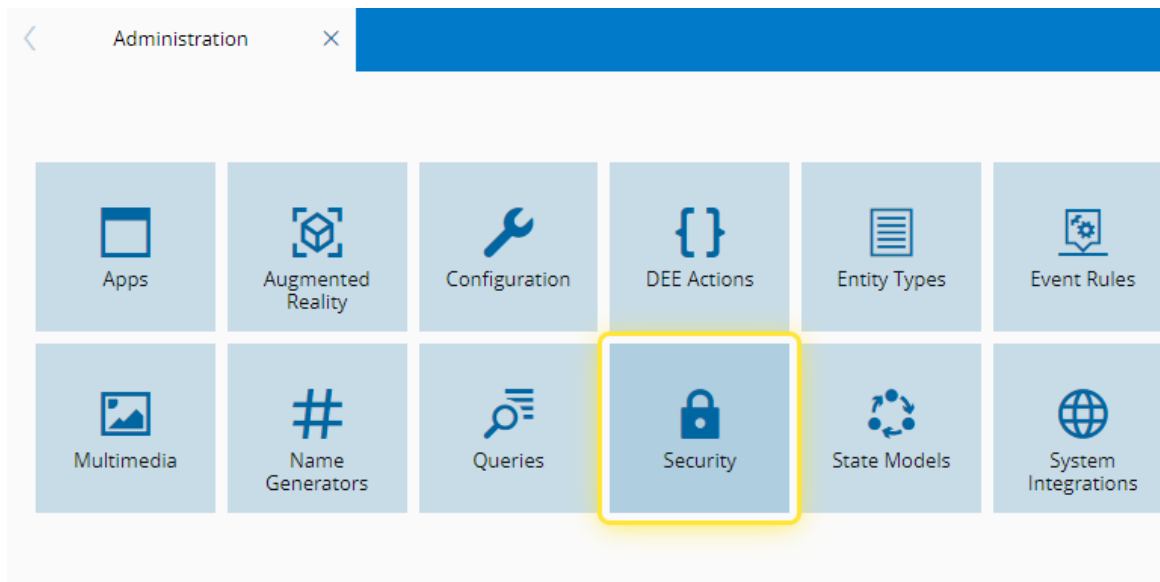 Administration
Apps
Augmented
Reality
Configuration
DEE Actions
Entity Types
Event Rules
Multimedia
Name
Generators
Queries
Security
State Models
System
Integrations